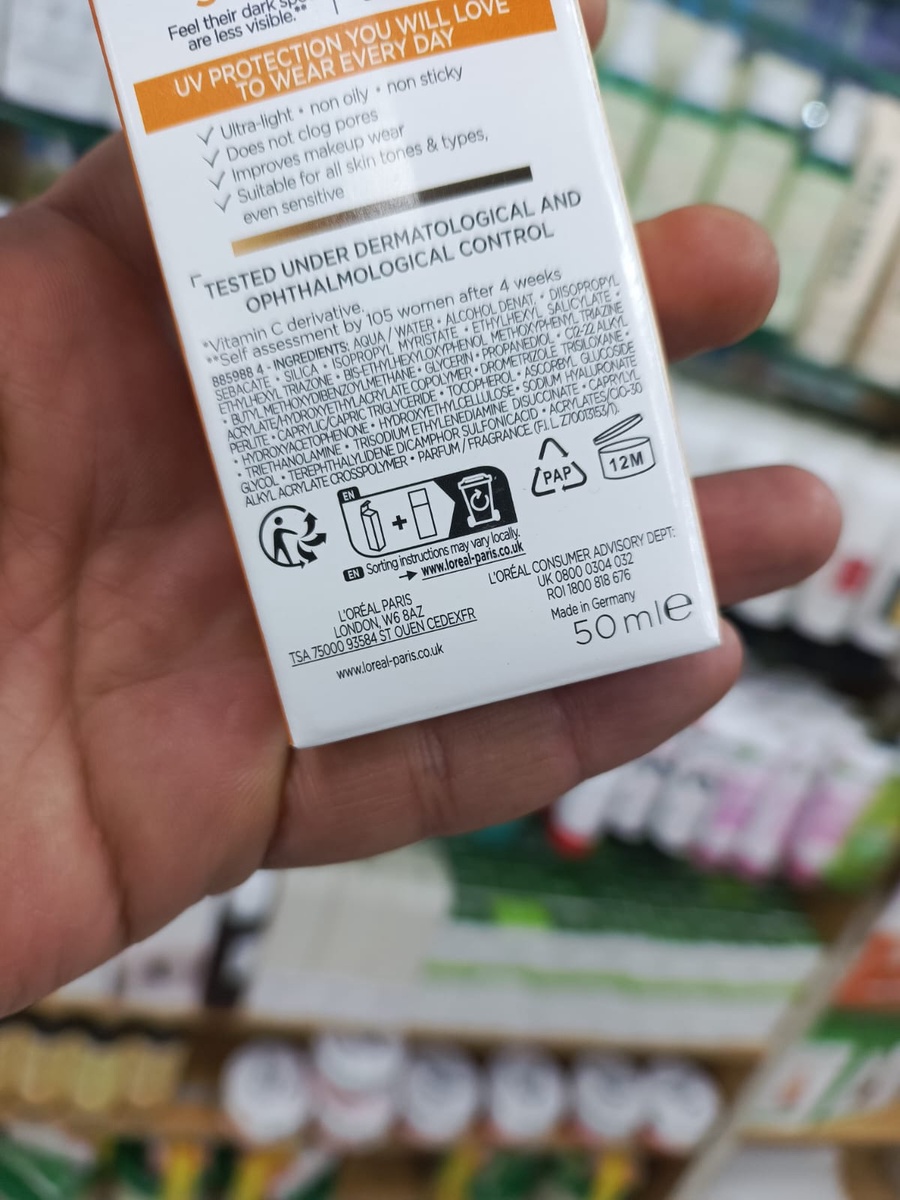 Feel their dark
are less visible.**
UV PROTECTION YOU WILL LOVE
TO WEAR EVERY DAY
✓ Ultra-light • non oily • non sticky
✓ Does not clog pores
✓ Improves makeup wear
✓ Suitable for all skin tones & types,
even sensitive
TESTED UNDER DERMATOLOGICAL AND
OPHTHALMOLOGICAL CONTROL
*Vitamin C derivative.
**Self assessment by 105 women after 4 weeks
885988 4 • INGREDIENTS: AQUA / WATER • ALCOHOL DENAT. • DIISOPROPYL
SEBACATE • SILICA • ISOPROPYL MYRISTATE • ETHYLHEXYL SALICYLATE •
ETHYLHEXYL TRIAZONE • BIS-ETHYLHEXYLOXYPHENOL METHOXYPHENYL TRIAZINE
• BUTYL METHOXYDIBENZOYLMETHANE • GLYCERIN • PROPANEDIOL • C12-22 ALKYL
ACRYLATE/HYDROXYETHYLACRYLATE COPOLYMER • DROMETRIZOLE TRISILOXANE •
PERLITE • CAPRYLIC/CAPRIC TRIGLYCERIDE • TOCOPHEROL • ASCORBYL GLUCOSIDE
• HYDROXYACETOPHENONE • HYDROXYETHYLCELLULOSE • SODIUM HYALURONATE
• TRIETHANOLAMINE • TRISODIUM ETHYLENEDIAMINE DISUCCINATE • CAPRYLYL
GLYCOL • TEREPHTHALYLIDENE DICAMPHOR SULFONIC ACID • ACRYLATES/C10-30
ALKYL ACRYLATE CROSSPOLYMER • PARFUM / FRAGRANCE (F.I.L. Z70013153/1).
EN
+
PAP
12M
EN Sorting instructions may vary locally.
→ www.loreal-paris.co.uk
L'ORÉAL PARIS
LONDON, W6 8AZ
TSA 75000 93584 ST OUEN CEDEXFR
www.loreal-paris.co.uk
L'ORÉAL CONSUMER ADVISORY DEPT:
UK 0800 0304 032
ROI 1800 818 676
Made in Germany
50 ml e